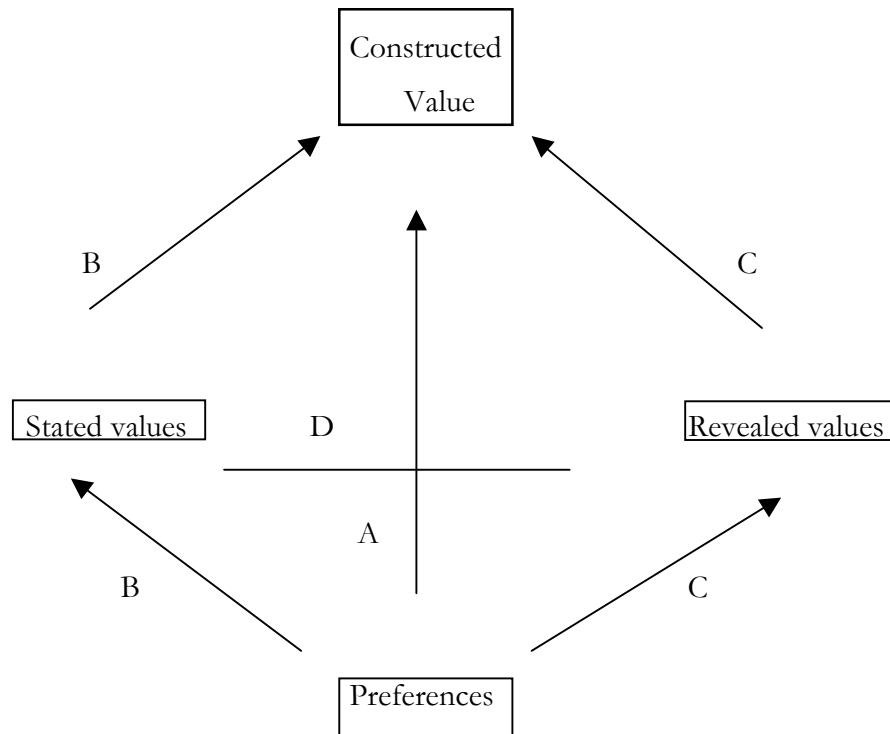 Constructed
Value
B
C
Stated values
D
Revealed values
A
B
C
Preferences